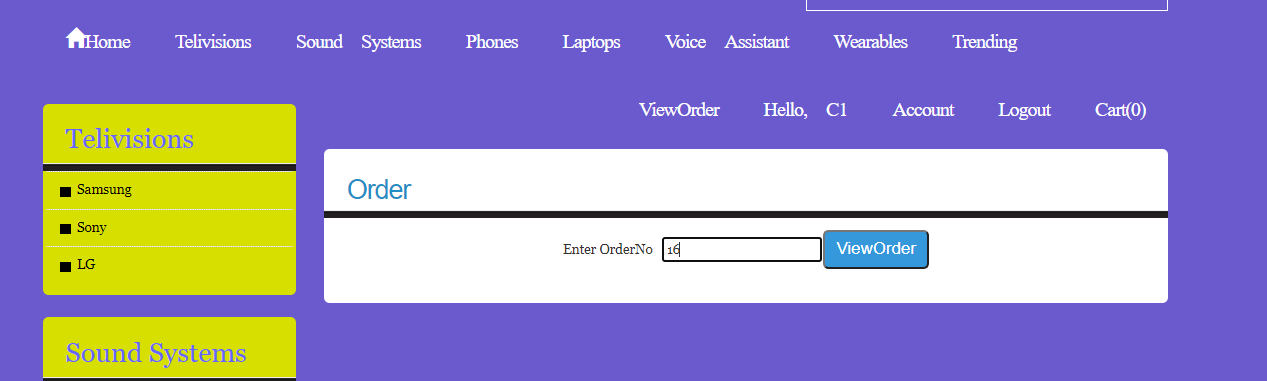 Home Telivisions Sound Systems Phones Laptops Voice Assistant Wearables Trending
ViewOrder Hello, C1 Account Logout Cart(0)
Telivisions
Samsung
Sony
LG
Sound Systems
Order
Enter OrderNo 16 ViewOrder